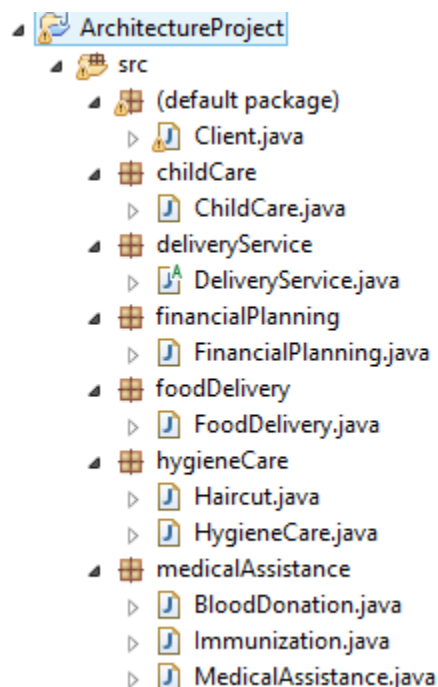 ArchitectureProject
src
(default package)
Client.java
childCare
ChildCare.java
deliveryService
DeliveryService.java
financialPlanning
FinancialPlanning.java
foodDelivery
FoodDelivery.java
hygieneCare
Haircut.java
HygieneCare.java
medicalAssistance
BloodDonation.java
Immunization.java
MedicalAssistance.java